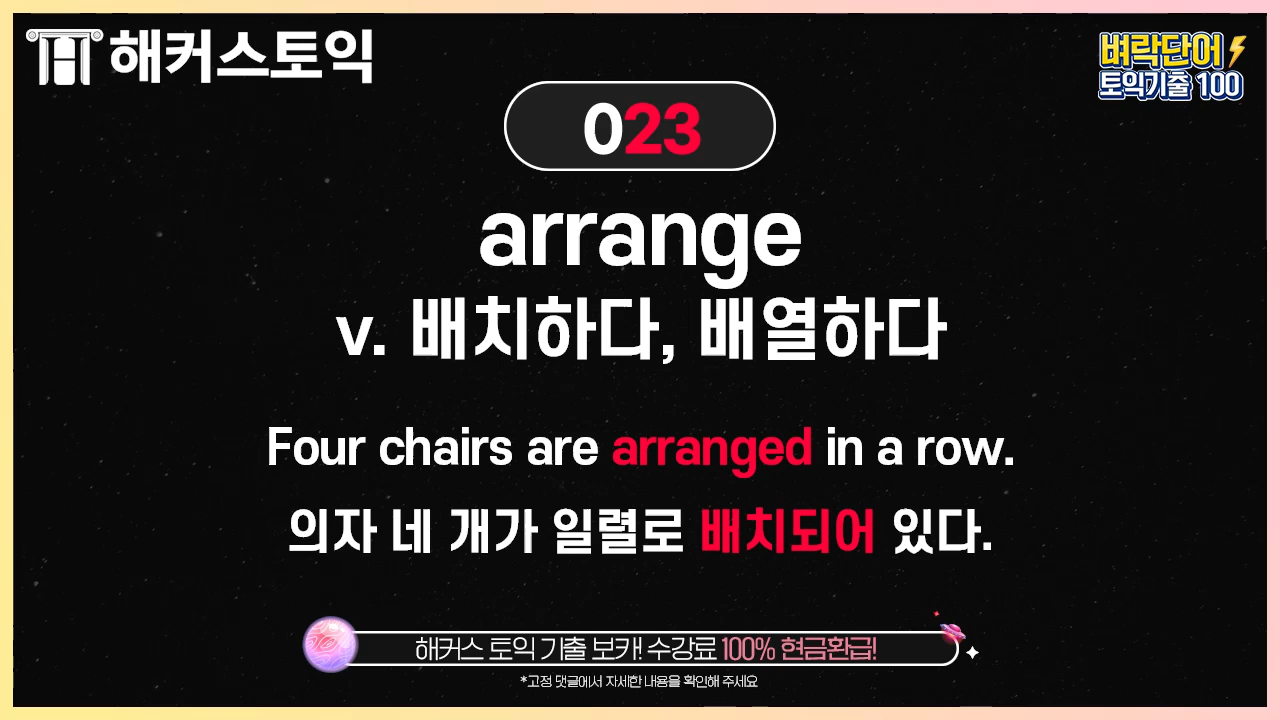 해커스토익
벼락단어
토익기출 100
023
arrange
v. 배치하다, 배열하다
Four chairs are arranged in a row.
의자 네 개가 일렬로 배치되어 있다.
해커스 토익 기출 보카! 수강료 100% 현금환급!
*고정 댓글에서 자세한 내용을 확인해 주세요